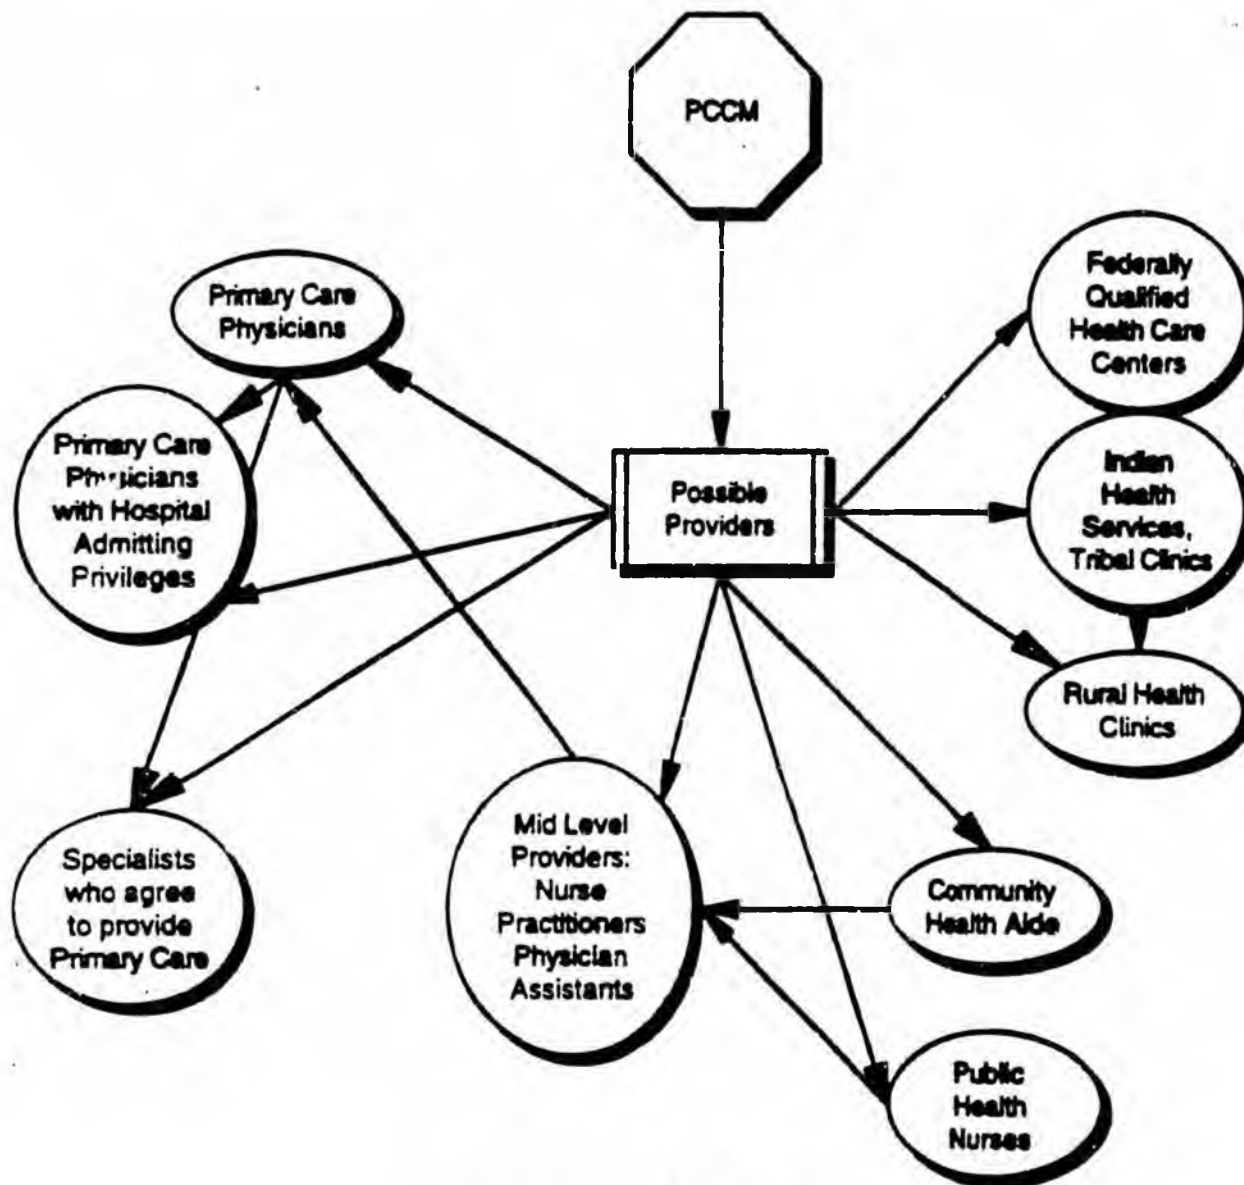 PCCM
Primary Care
Physicians
Federally
Qualified
Health Care
Centers
Primary Care
Physicians
with Hospital
Admitting
Privileges
Possible
Providers
Indian
Health
Services,
Tribal Clinics
Rural Health
Clinics
Specialists
who agree
to provide
Primary Care
Mid Level
Providers:
Nurse
Practitioners
Physician
Assistants
Community
Health Aide
Public
Health
Nurses